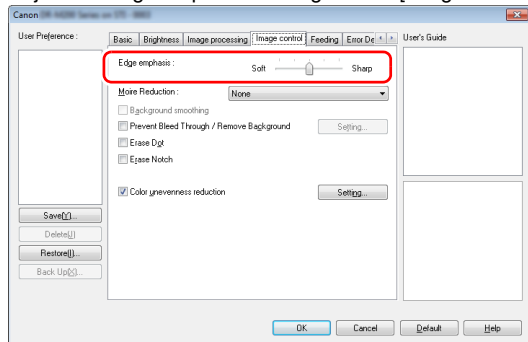 Canon
User Preference :
Basic Brightness Image processing Image control Feeding Error De
User's Guide
Edge emphasis :
Soft Sharp
Moire Reduction :
None
Background smoothing
Prevent Bleed Through / Remove Background
Setting...
Erase Dot
Erase Notch
Color unevenness reduction
Setting...
Save(Y)...
Delete(J)
Restore(I)...
Back Up(X)...
OK Cancel Default Help